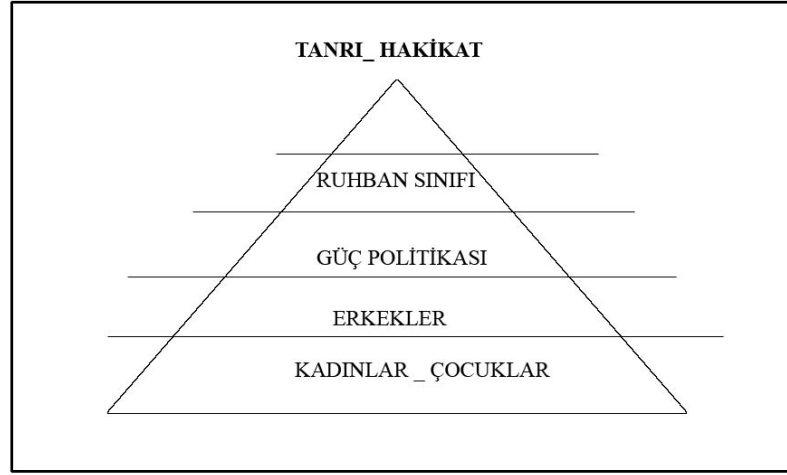 TANRI_ HAKİKAT
RUHBAN SINIFI
GÜÇ POLİTİKASI
ERKEKLER
KADINLAR _ ÇOCUKLAR